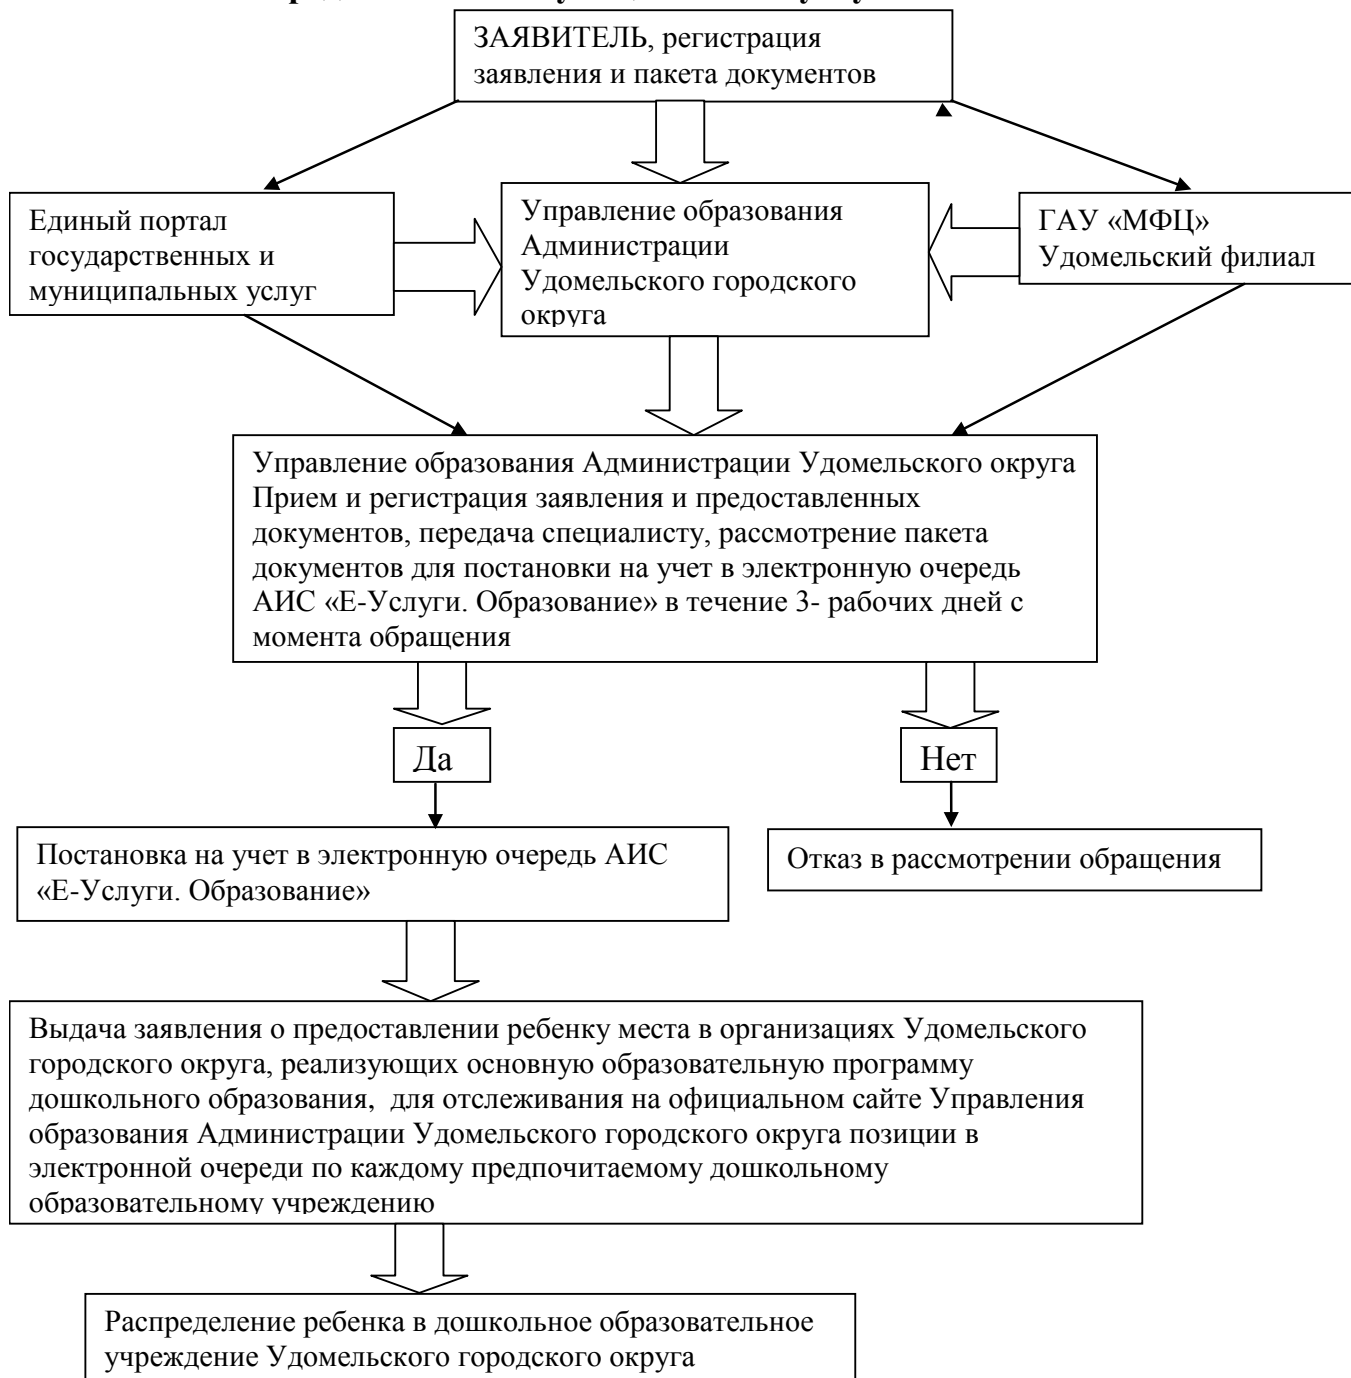 ЗАЯВИТЕЛЬ, регистрация
заявления и пакета документов
Единый портал
государственных и
муниципальных услуг
Управление образования
Администрации
Удомельского городского
округа
ГАУ «МФЦ»
Удомельский филиал
Управление образования Администрации Удомельского округа
Прием и регистрация заявления и предоставленных
документов, передача специалисту, рассмотрение пакета
документов для постановки на учет в электронную очередь
АИС «Е-Услуги. Образование» в течение 3- рабочих дней с
момента обращения
Да
Нет
Постановка на учет в электронную очередь АИС
«Е-Услуги. Образование»
Отказ в рассмотрении обращения
Выдача заявления о предоставлении ребенку места в организациях Удомельского
городского округа, реализующих основную образовательную программу
дошкольного образования,  для отслеживания на официальном сайте Управления
образования Администрации Удомельского городского округа позиции в
электронной очереди по каждому предпочитаемому дошкольному
образовательному учреждению
Распределение ребенка в дошкольное образовательное
учреждение Удомельского городского округа